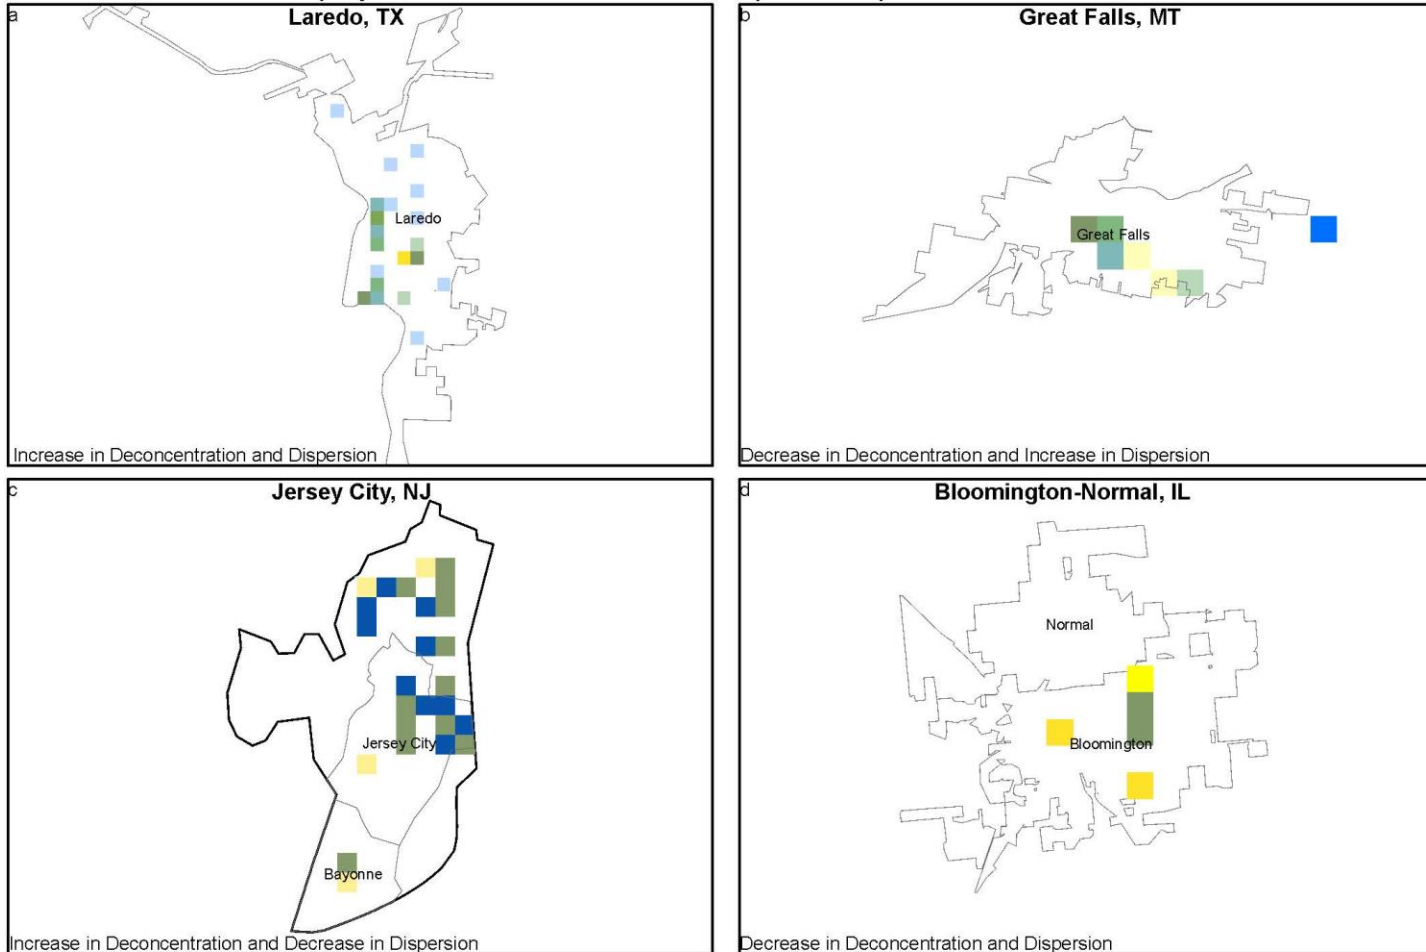 a
Laredo, TX
Laredo
Increase in Deconcentration and Dispersion
b
Great Falls, MT
Great Falls
Decrease in Deconcentration and Increase in Dispersion
c
Jersey City, NJ
Jersey City
Bayonne
Increase in Deconcentration and Decrease in Dispersion
d
Bloomington-Normal, IL
Normal
Bloomington
Decrease in Deconcentration and Dispersion